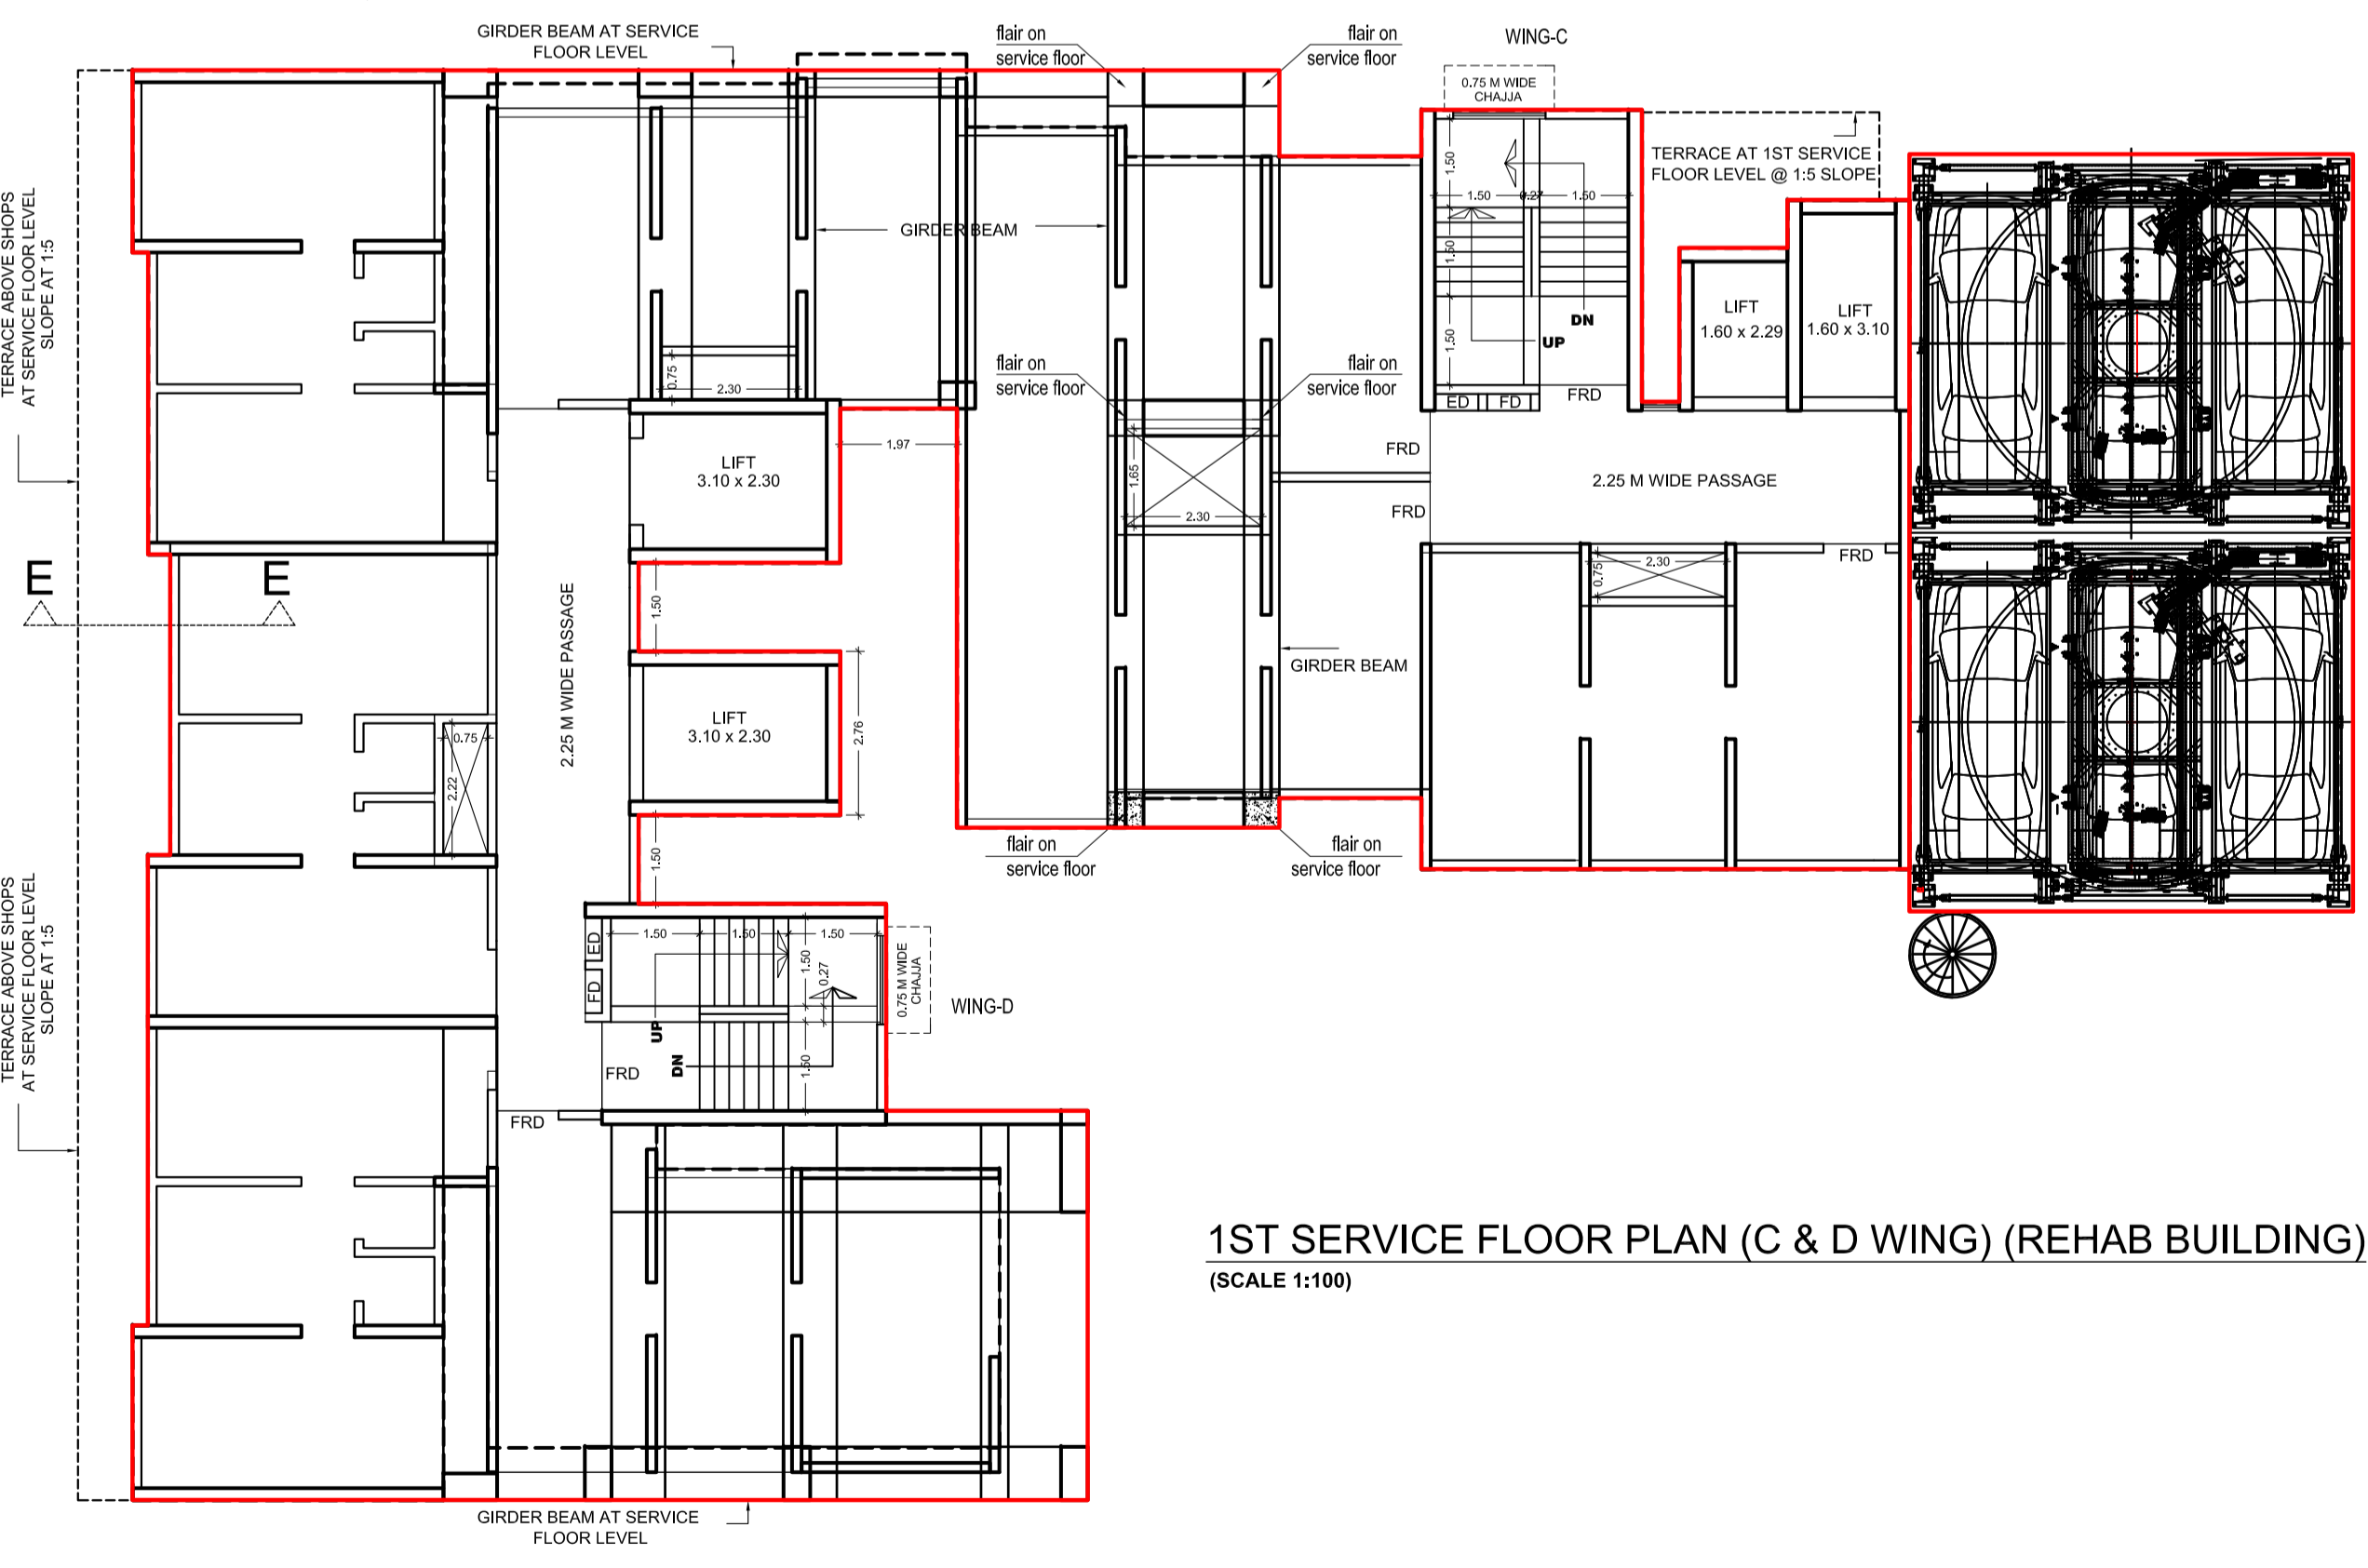 GIRDER BEAM AT SERVICE
FLOOR LEVEL
flair on
service floor
flair on
service floor
WING-C
0.75 M WIDE
CHAJJA
TERRACE AT 1ST SERVICE
FLOOR LEVEL @ 1:5 SLOPE
1.50
1.50
0.27
1.50
1.50
1.50
UP
DN
ED
FD
FRD
LIFT
1.60 x 2.29
LIFT
1.60 x 3.10
TERRACE ABOVE SHOPS
AT SERVICE FLOOR LEVEL
SLOPE AT 1:5
GIRDER BEAM
flair on
service floor
flair on
service floor
0.75
2.30
1.97
LIFT
3.10 x 2.30
1.65
2.30
FRD
FRD
2.25 M WIDE PASSAGE
FRD
0.75
2.30
E
E
1.50
2.25 M WIDE PASSAGE
GIRDER BEAM
LIFT
3.10 x 2.30
2.76
0.75
2.22
1.50
flair on
service floor
flair on
service floor
TERRACE ABOVE SHOPS
AT SERVICE FLOOR LEVEL
SLOPE AT 1:5
ED
FD
1.50
1.50
1.50
1.50
0.27
1.50
UP
DN
FRD
FRD
0.75 M WIDE
CHAJJA
WING-D
1ST SERVICE FLOOR PLAN (C & D WING) (REHAB BUILDING)
(SCALE 1:100)
GIRDER BEAM AT SERVICE
FLOOR LEVEL